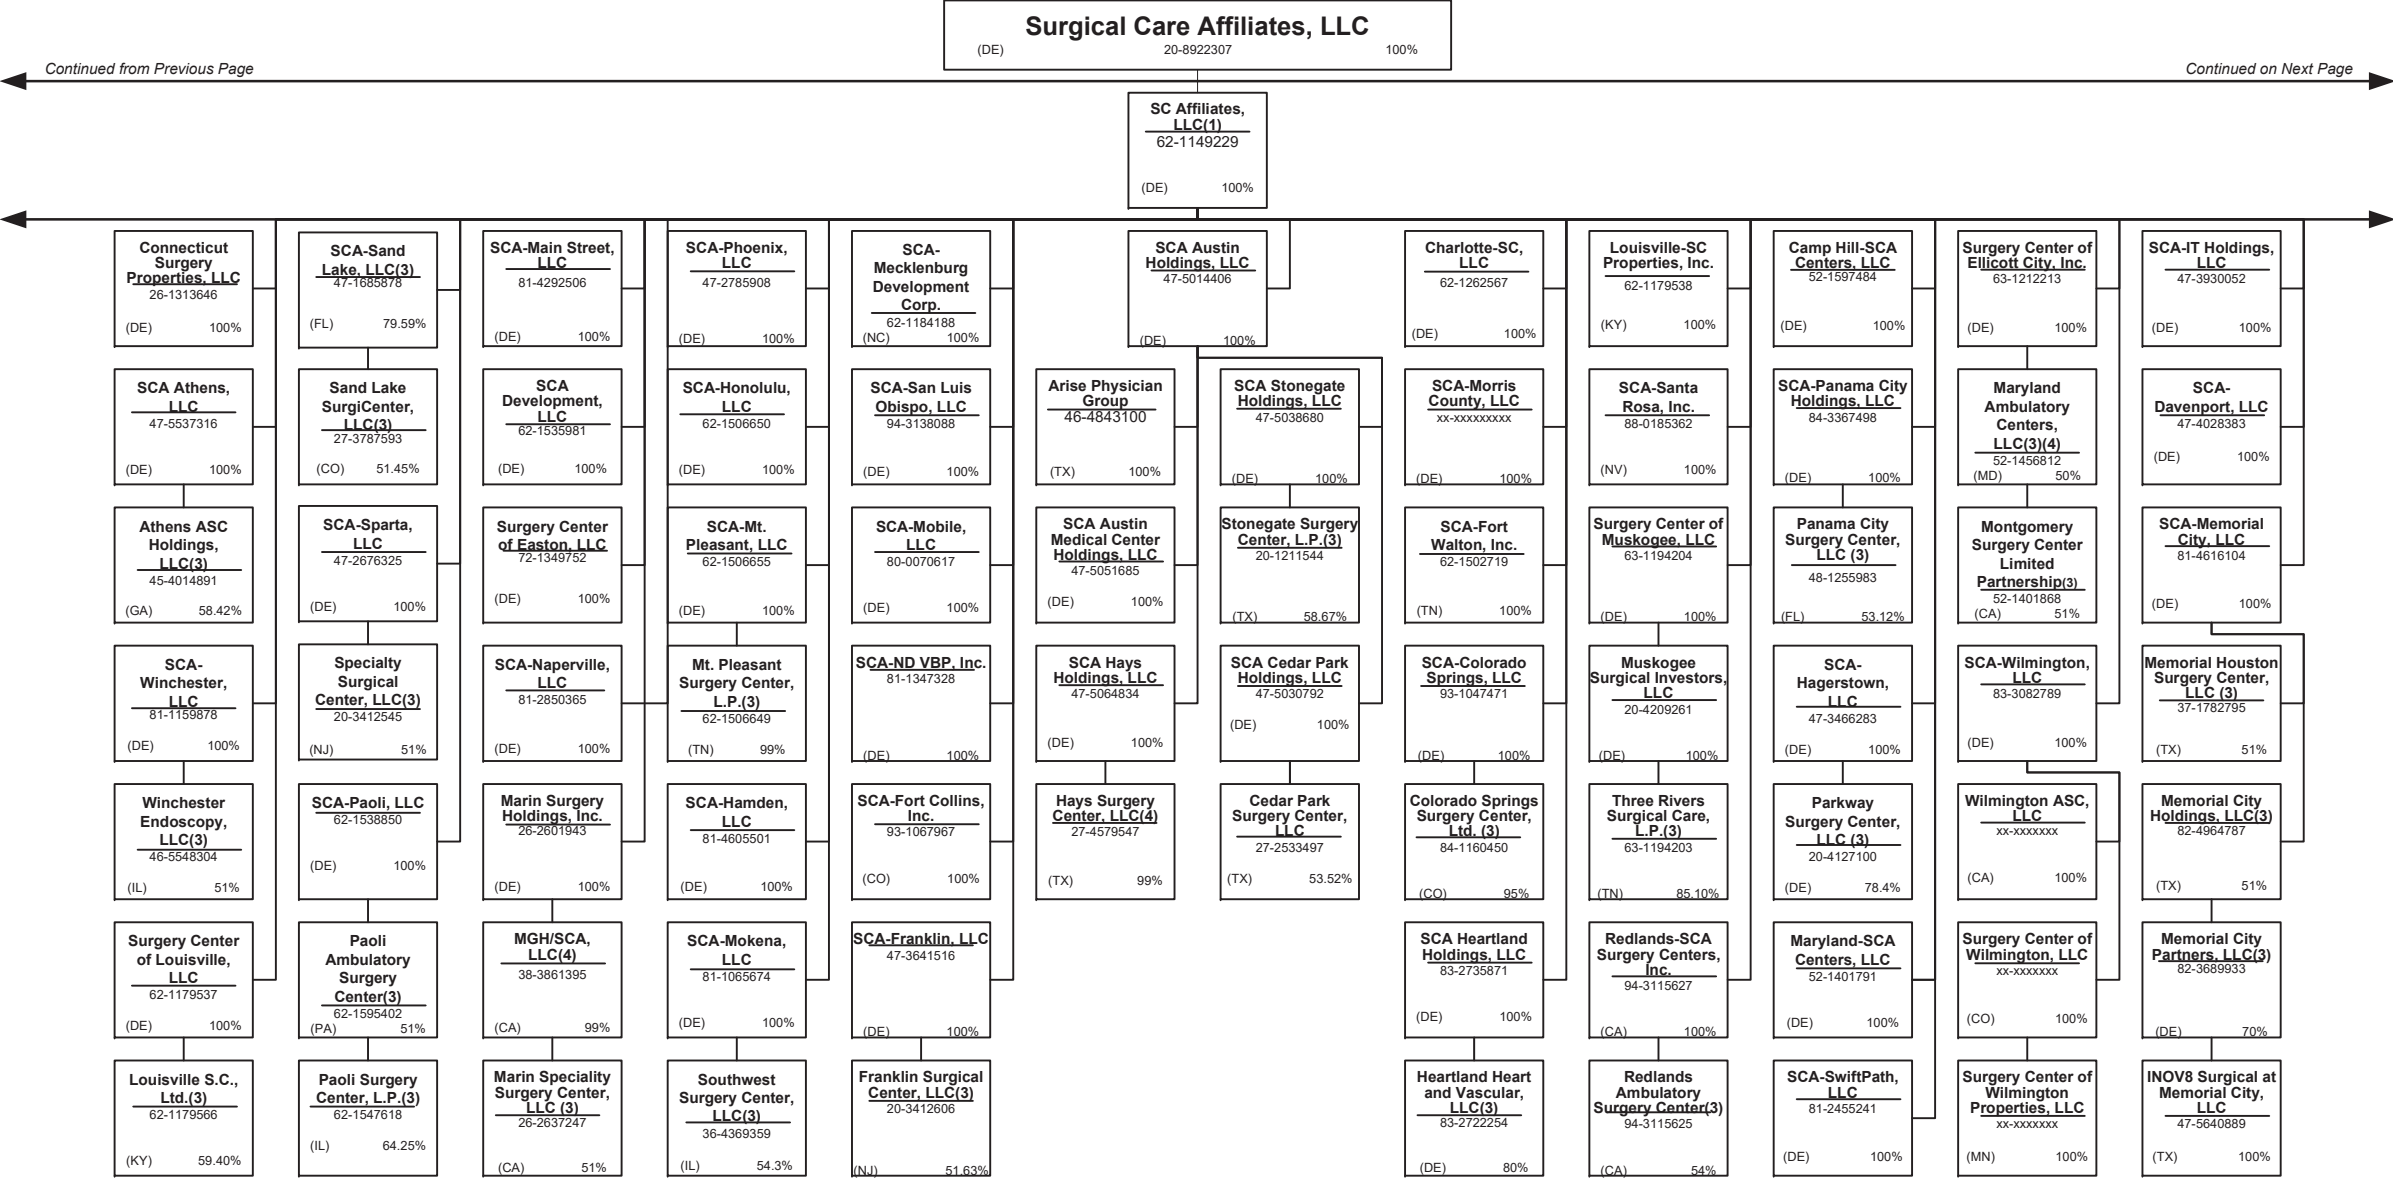 Surgical Care Affiliates, LLC
(DE) 20-8922307 100%
Continued from Previous Page
Continued on Next Page
SC Affiliates,
LLC(1)
62-1149229
(DE) 100%
Connecticut
Surgery
Properties, LLC
26-1313646
(DE) 100%
SCA-Sand
Lake, LLC(3)
47-1685878
(FL) 79.59%
SCA-Main Street,
LLC
81-4292506
(DE) 100%
SCA-Phoenix,
LLC
47-2785908
(DE) 100%
SCA-
Mecklenburg
Development
Corp.
62-1184188
(NC) 100%
SCA Austin
Holdings, LLC
47-5014406
(DE) 100%
Charlotte-SC,
LLC
62-1262567
(DE) 100%
Louisville-SC
Properties, Inc.
62-1179538
(KY) 100%
Camp Hill-SCA
Centers, LLC
52-1597484
(DE) 100%
Surgery Center of
Ellicott City, Inc.
63-1212213
(DE) 100%
SCA-IT Holdings,
LLC
47-3930052
(DE) 100%
SCA Athens,
LLC
47-5537316
(DE) 100%
Sand Lake
SurgiCenter,
LLC(3)
27-3787593
(CO) 51.45%
SCA
Development,
LLC
62-1535981
(DE) 100%
SCA-Honolulu,
LLC
62-1506650
(DE) 100%
SCA-San Luis
Obispo, LLC
94-3138088
(DE) 100%
Arise Physician
Group
46-4843100
(TX) 100%
SCA Stonegate
Holdings, LLC
47-5038680
(DE) 100%
SCA-Morris
County, LLC
xx-xxxxxxxxx
(DE) 100%
SCA-Santa
Rosa, Inc.
88-0185362
(NV) 100%
SCA-Panama City
Holdings, LLC
84-3367498
(DE) 100%
Maryland
Ambulatory
Centers,
LLC(3)(4)
52-1456812
(MD) 50%
SCA-
Davenport, LLC
47-4028383
(DE) 100%
Athens ASC
Holdings,
LLC(3)
45-4014891
(GA) 58.42%
SCA-Sparta,
LLC
47-2676325
(DE) 100%
Surgery Center
of Easton, LLC
72-1349752
(DE) 100%
SCA-Mt.
Pleasant, LLC
62-1506655
(DE) 100%
SCA-Mobile,
LLC
80-0070617
(DE) 100%
SCA Austin
Medical Center
Holdings, LLC
47-5051685
(DE) 100%
Stonegate Surgery
Center, L.P.(3)
20-1211544
(TX) 58.67%
SCA-Fort
Walton, Inc.
62-1502719
(TN) 100%
Surgery Center of
Muskogee, LLC
63-1194204
(DE) 100%
Panama City
Surgery Center,
LLC (3)
48-1255983
(FL) 53.12%
Montgomery
Surgery Center
Limited
Partnership(3)
52-1401868
(CA) 51%
SCA-Memorial
City, LLC
81-4616104
(DE) 100%
SCA-
Winchester,
LLC
81-1159878
(DE) 100%
Specialty
Surgical
Center, LLC(3)
20-3412545
(NJ) 51%
SCA-Naperville,
LLC
81-2850365
(DE) 100%
Mt. Pleasant
Surgery Center,
L.P.(3)
62-1506649
(TN) 99%
SCA-ND VBP, Inc.
81-1347328
(DE) 100%
SCA Hays
Holdings, LLC
47-5064834
(DE) 100%
SCA Cedar Park
Holdings, LLC
47-5030792
(DE) 100%
SCA-Colorado
Springs, LLC
93-1047471
(DE) 100%
Muskogee
Surgical Investors,
LLC
20-4209261
(DE) 100%
SCA-
Hagerstown,
LLC
47-3466283
(DE) 100%
SCA-Wilmington,
LLC
83-3082789
(DE) 100%
Memorial Houston
Surgery Center,
LLC (3)
37-1782795
(TX) 51%
Winchester
Endoscopy,
LLC(3)
46-5548304
(IL) 51%
SCA-Paoli, LLC
62-1538850
(DE) 100%
Marin Surgery
Holdings, Inc.
26-2601943
(DE) 100%
SCA-Hamden,
LLC
81-4605501
(DE) 100%
SCA-Fort Collins,
Inc.
93-1067967
(CO) 100%
Hays Surgery
Center, LLC(4)
27-4579547
(TX) 99%
Cedar Park
Surgery Center,
LLC
27-2533497
(TX) 53.52%
Colorado Springs
Surgery Center,
Ltd. (3)
84-1160450
(CO) 95%
Three Rivers
Surgical Care,
L.P.(3)
63-1194203
(TN) 85.10%
Parkway
Surgery Center,
LLC (3)
20-4127100
(DE) 78.4%
Wilmington ASC,
LLC
xx-xxxxxxx
(CA) 100%
Memorial City
Holdings, LLC(3)
82-4964787
(TX) 51%
Surgery Center
of Louisville,
LLC
62-1179537
(DE) 100%
Paoli
Ambulatory
Surgery
Center(3)
62-1595402
(PA) 51%
MGH/SCA,
LLC(4)
38-3861395
(CA) 99%
SCA-Mokena,
LLC
81-1065674
(DE) 100%
SCA-Franklin, LLC
47-3641516
(DE) 100%
SCA Heartland
Holdings, LLC
83-2735871
(DE) 100%
Redlands-SCA
Surgery Centers,
Inc.
94-3115627
(CA) 100%
Maryland-SCA
Centers, LLC
52-1401791
(DE) 100%
Surgery Center of
Wilmington, LLC
xx-xxxxxxx
(CO) 100%
Memorial City
Partners, LLC(3)
82-3689933
(DE) 70%
Louisville S.C.,
Ltd.(3)
62-1179566
(KY) 59.40%
Paoli Surgery
Center, L.P.(3)
62-1547618
(IL) 64.25%
Marin Speciality
Surgery Center,
LLC (3)
26-2637247
(CA) 51%
Southwest
Surgery Center,
LLC(3)
36-4369359
(IL) 54.3%
Franklin Surgical
Center, LLC(3)
20-3412606
(NJ) 51.63%
Heartland Heart
and Vascular,
LLC(3)
83-2722254
(DE) 80%
Redlands
Ambulatory
Surgery Center(3)
94-3115625
(CA) 54%
SCA-SwiftPath,
LLC
81-2455241
(DE) 100%
Surgery Center of
Wilmington
Properties, LLC
xx-xxxxxxx
(MN) 100%
INOV8 Surgical at
Memorial City,
LLC
47-5640889
(TX) 100%